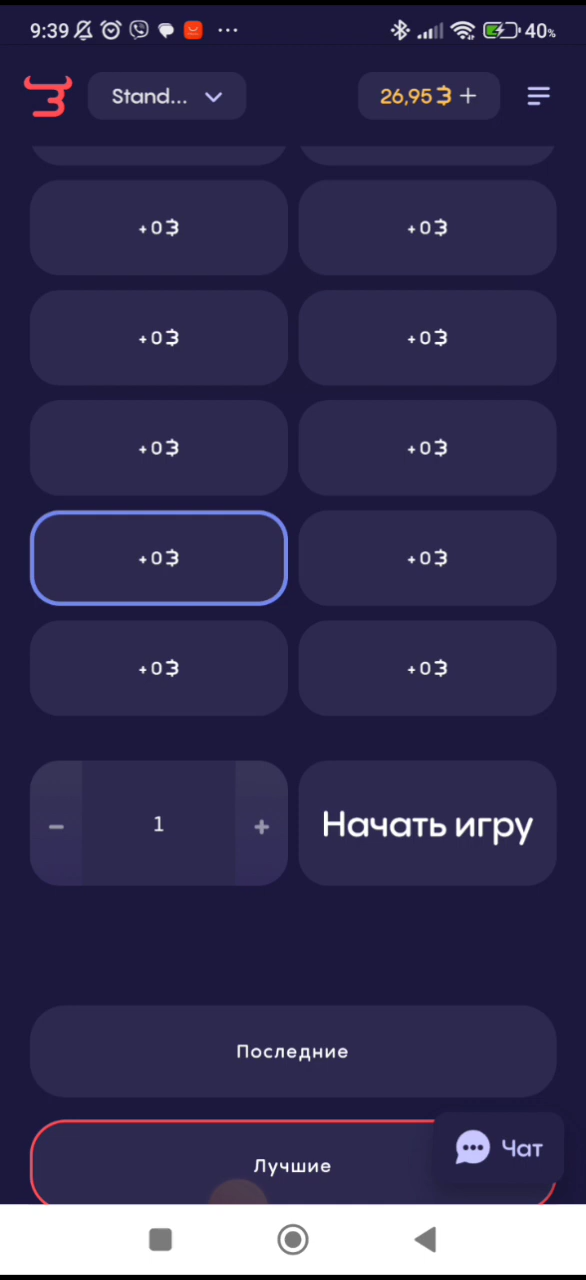 9:39 40%
Stand... 26,95 +
+0 +0
+0 +0
+0 +0
+0 +0
+0 +0
- 1 + Начать игру
Последние
Лучшие
Чат